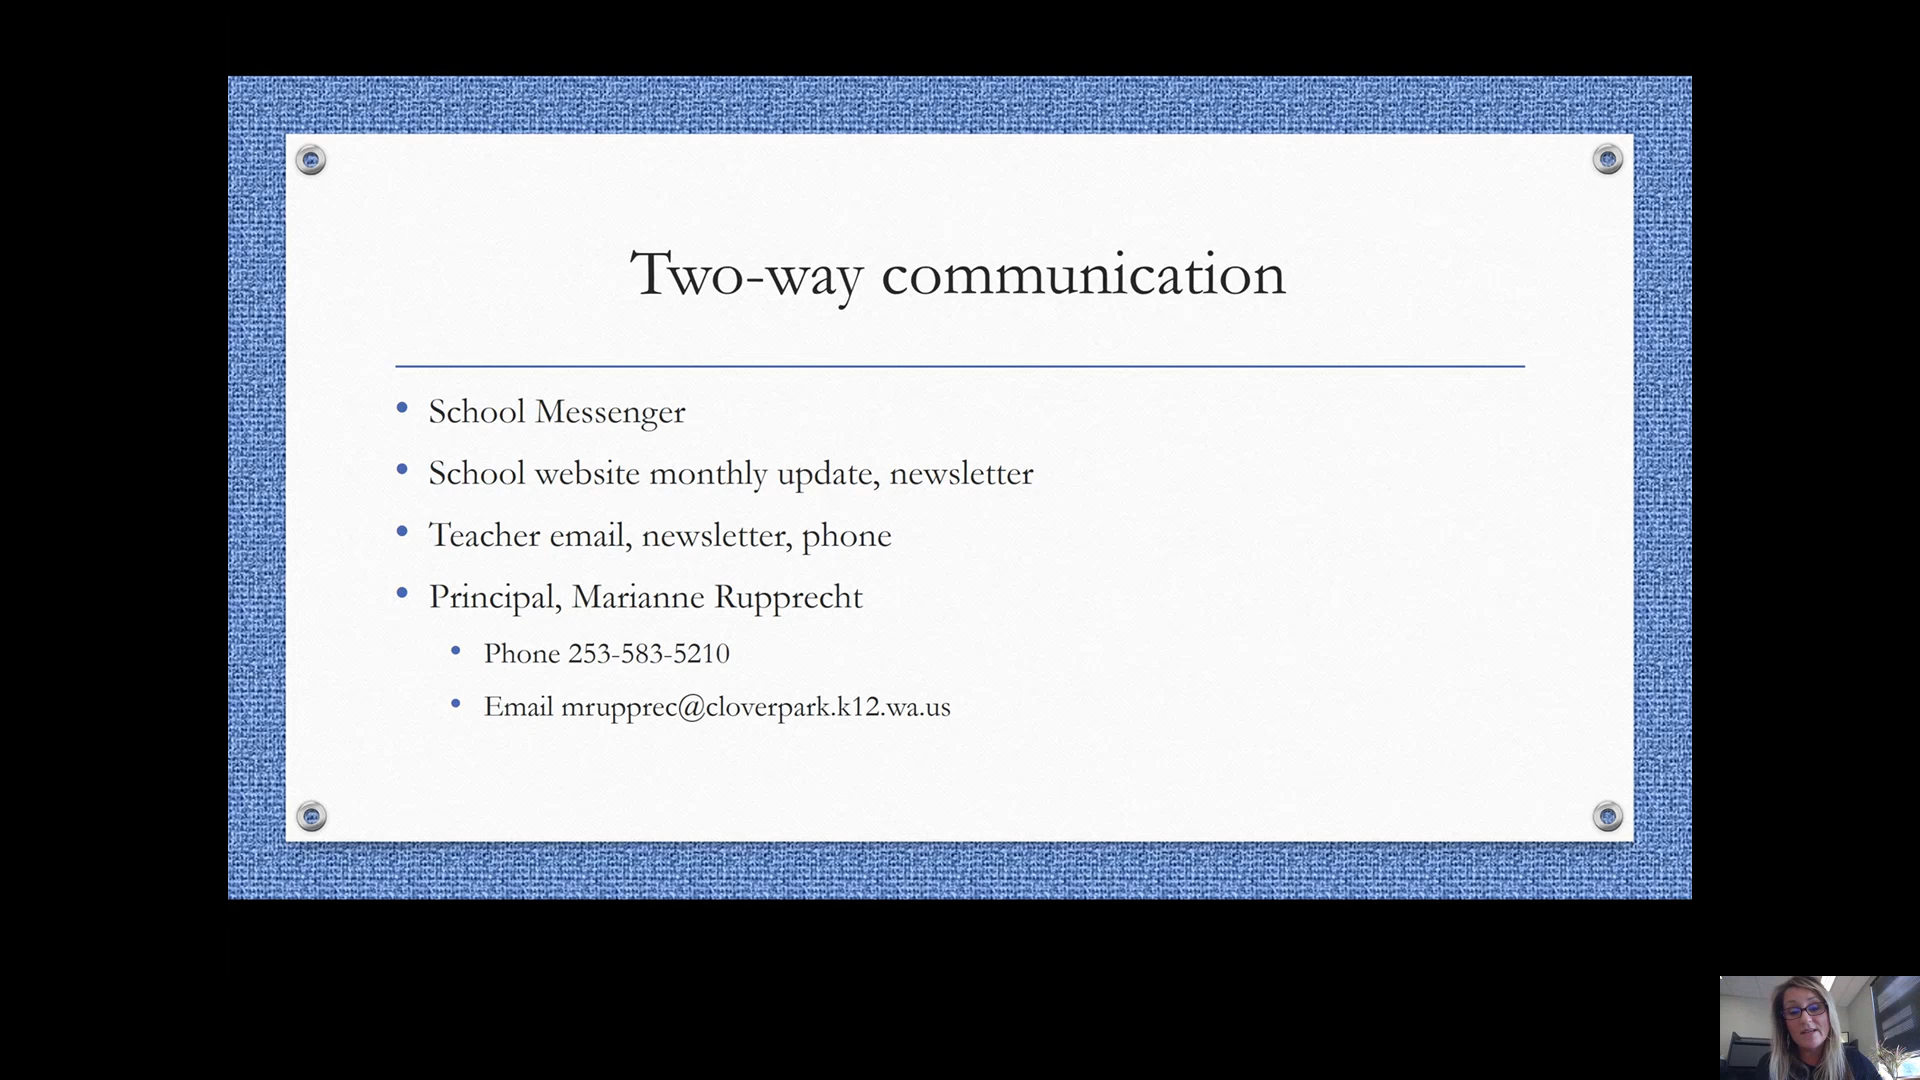 Two-way communication
School Messenger
School website monthly update, newsletter
Teacher email, newsletter, phone
Principal, Marianne Rupprecht
Phone 253-583-5210
Email mrupprec@cloverpark.k12.wa.us